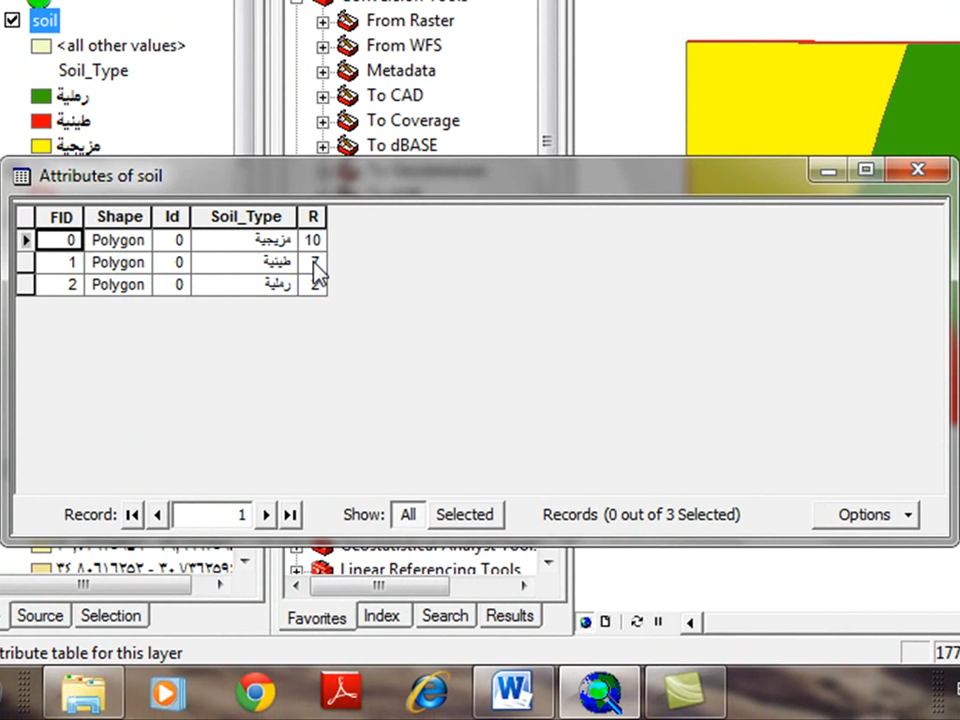 soil
<all other values>
Soil_Type
رملية
طينية
مزيجية
From Raster
From WFS
Metadata
To CAD
To Coverage
To dBASE
Attributes of soil
FID Shape Id Soil_Type R
0 Polygon 0 مزيجية 10
1 Polygon 0 طينية 7
2 Polygon 0 رملية 2
Record: 1 Show: All Selected Records (0 out of 3 Selected) Options
Linear Referencing Tools
Source Selection
Favorites Index Search Results
tribute table for this layer
177